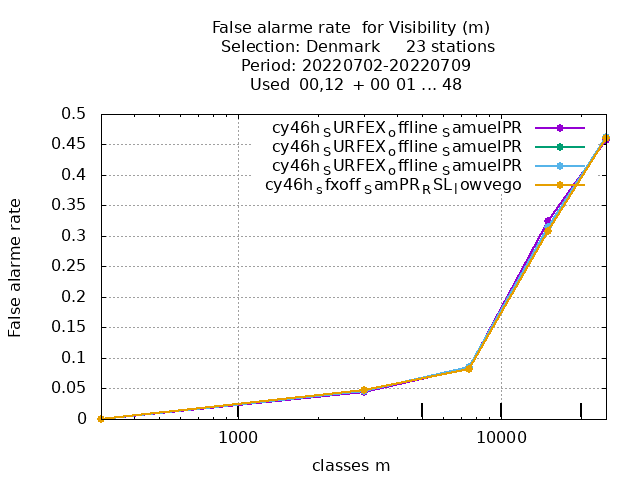 False alarme rate  for Visibility (m)
Selection: Denmark     23 stations
Period: 20220702-20220709
Used  00,12  + 00 01 ... 48
cy46h_SURFEX_offline_SamuelPR
cy46h_SURFEX_offline_SamuelPR
cy46h_SURFEX_offline_SamuelPR
cy46h_sfxoff_SamPR_RSL_lowvego
0.5
0.45
0.4
0.35
0.3
0.25
0.2
0.15
0.1
0.05
0
False alarme rate
1000
10000
classes m